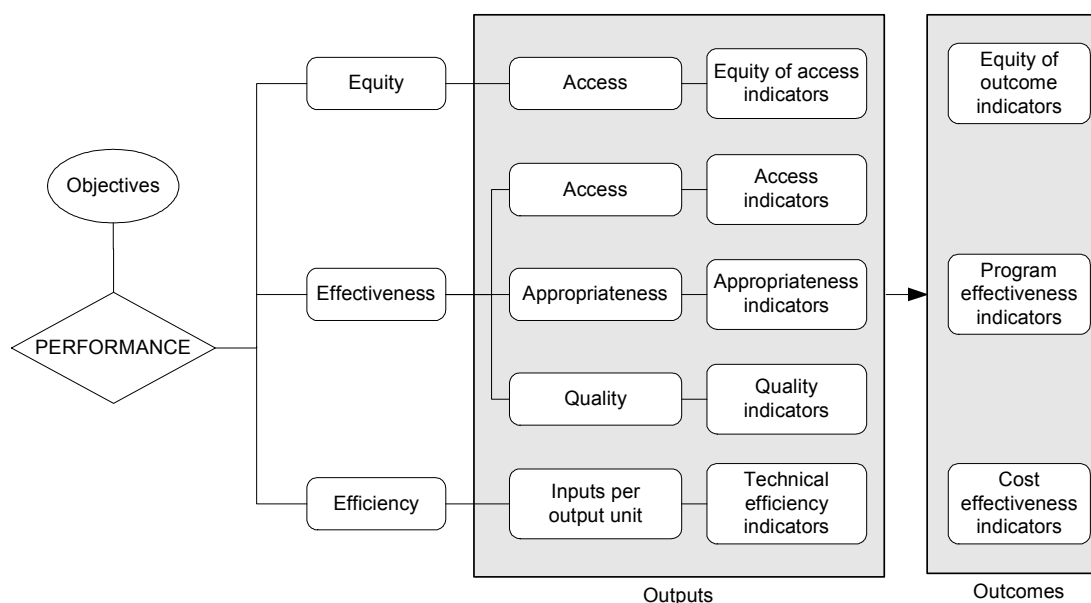 Objectives
PERFORMANCE
Equity
Effectiveness
Efficiency
Access
Equity of access
indicators
Access
Access
indicators
Appropriateness
Appropriateness
indicators
Quality
Quality
indicators
Inputs per
output unit
Technical
efficiency
indicators
Outputs
Equity of
outcome
indicators
Program
effectiveness
indicators
Cost
effectiveness
indicators
Outcomes